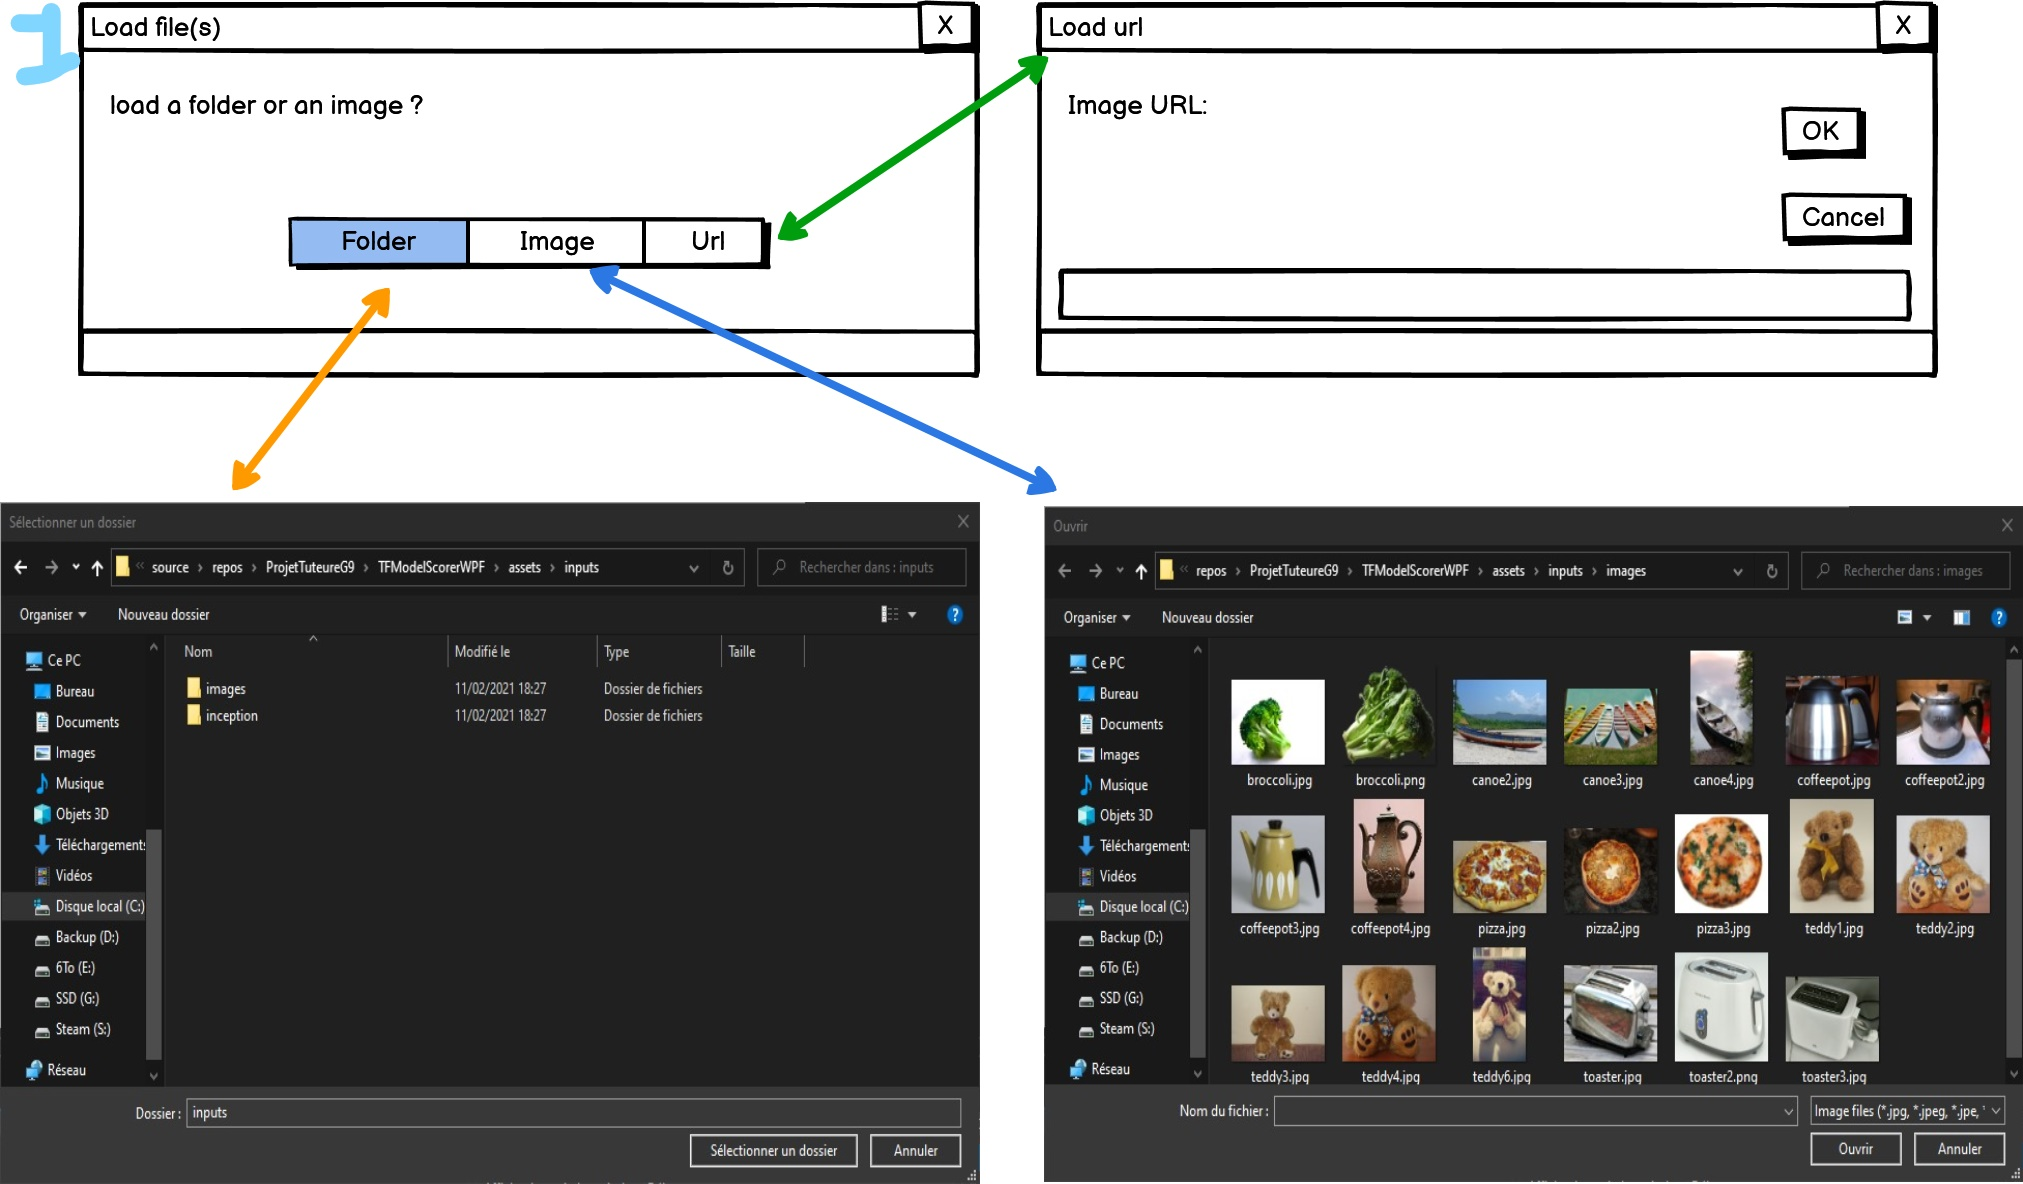 1
Load file(s) X
load a folder or an image ?
Folder Image Url
Load url X
Image URL:
OK
Cancel
Sélectionner un dossier X
« source › repos › ProjetTuteureG9 › TFModelScorerWPF › assets › inputs
Rechercher dans : inputs
Organiser Nouveau dossier ?
Nom Modifié le Type Taille
images 11/02/2021 18:27 Dossier de fichiers
inception 11/02/2021 18:27 Dossier de fichiers
Ce PC
Bureau
Documents
Images
Musique
Objets 3D
Téléchargements
Vidéos
Disque local (C:)
Backup (D:)
6To (E:)
SSD (G:)
Steam (S:)
Réseau
Dossier : inputs
Sélectionner un dossier Annuler
Ouvrir X
« repos › ProjetTuteureG9 › TFModelScorerWPF › assets › inputs › images
Rechercher dans : images
Organiser Nouveau dossier ?
Ce PC
Bureau
Documents
Images
Musique
Objets 3D
Téléchargements
Vidéos
Disque local (C:)
Backup (D:)
6To (E:)
SSD (G:)
Steam (S:)
Réseau
broccoli.jpg broccoli.png canoe2.jpg canoe3.jpg canoe4.jpg coffeepot.jpg coffeepot2.jpg
coffeepot3.jpg coffeepot4.jpg pizza.jpg pizza2.jpg pizza3.jpg teddy1.jpg teddy2.jpg
teddy3.jpg teddy4.jpg teddy6.jpg toaster.jpg toaster2.png toaster3.jpg
Nom du fichier : Image files (*.jpg, *.jpeg, *.jpe,
Ouvrir Annuler